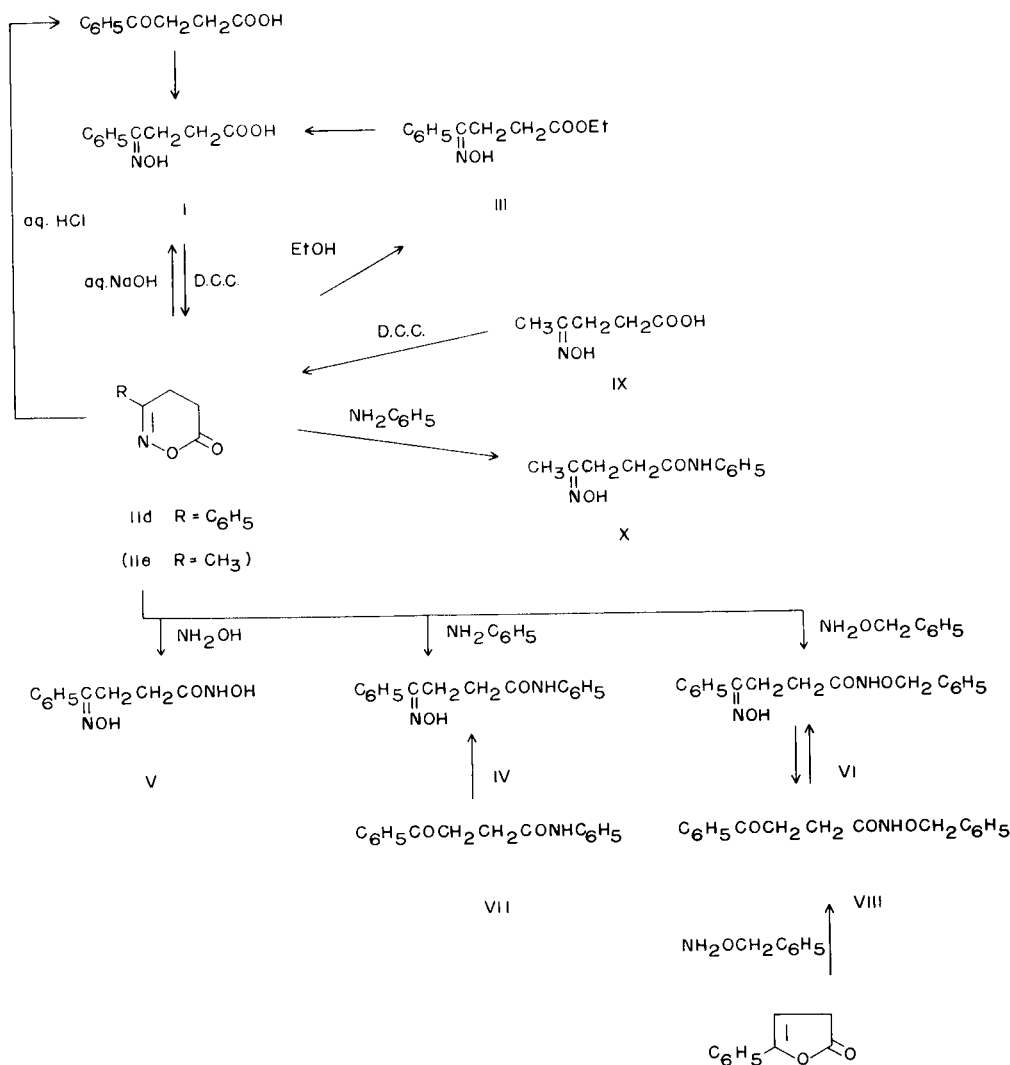 C₆H₅COCH₂CH₂COOH
C₆H₅CCH₂CH₂COOH
NOH
I
C₆H₅CCH₂CH₂COOEt
NOH
III
aq. HCl
aq.NaOH
D.C.C.
EtOH
D.C.C.
CH₃CCH₂CH₂COOH
NOH
IX
R
N
O
O
NH₂C₆H₅
CH₃CCH₂CH₂CONHC₆H₅
NOH
X
IId R = C₆H₅
(IIe R = CH₃)
NH₂OH
NH₂C₆H₅
NH₂OCH₂C₆H₅
C₆H₅CCH₂CH₂CONHOH
NOH
V
C₆H₅CCH₂CH₂CONHC₆H₅
NOH
IV
C₆H₅CCH₂CH₂CONHOCH₂C₆H₅
NOH
VI
C₆H₅COCH₂CH₂CONHC₆H₅
VII
C₆H₅COCH₂CH₂ CONHOCH₂C₆H₅
VIII
NH₂OCH₂C₆H₅
C₆H₅
O
O